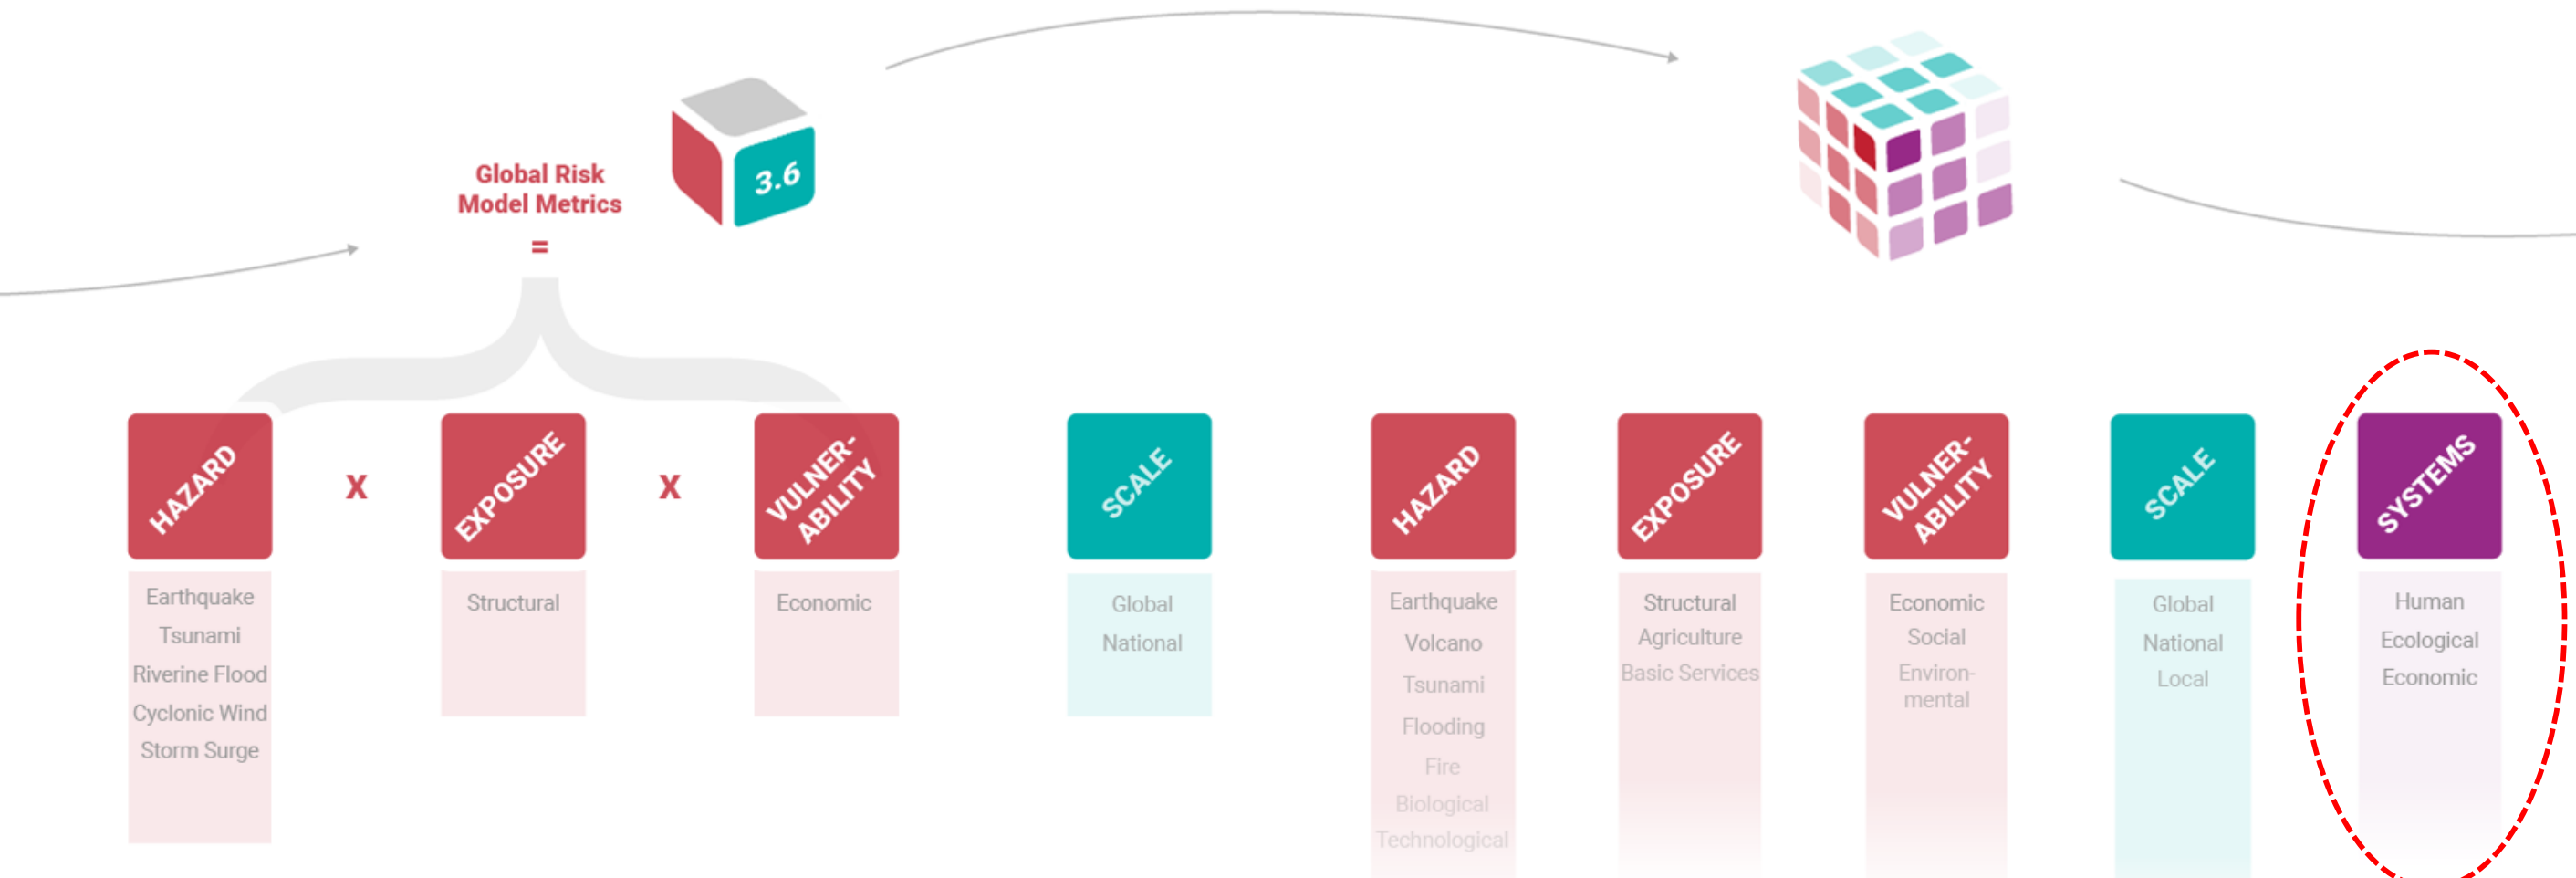 Global Risk
Model Metrics
=
3.6
HAZARD
X
EXPOSURE
X
VULNER-
ABILITY
SCALE
HAZARD
EXPOSURE
VULNER-
ABILITY
SCALE
SYSTEMS
Earthquake
Tsunami
Riverine Flood
Cyclonic Wind
Storm Surge
Structural
Economic
Global
National
Earthquake
Volcano
Tsunami
Flooding
Fire
Biological
Technological
Structural
Agriculture
Basic Services
Economic
Social
Environ-
mental
Global
National
Local
Human
Ecological
Economic